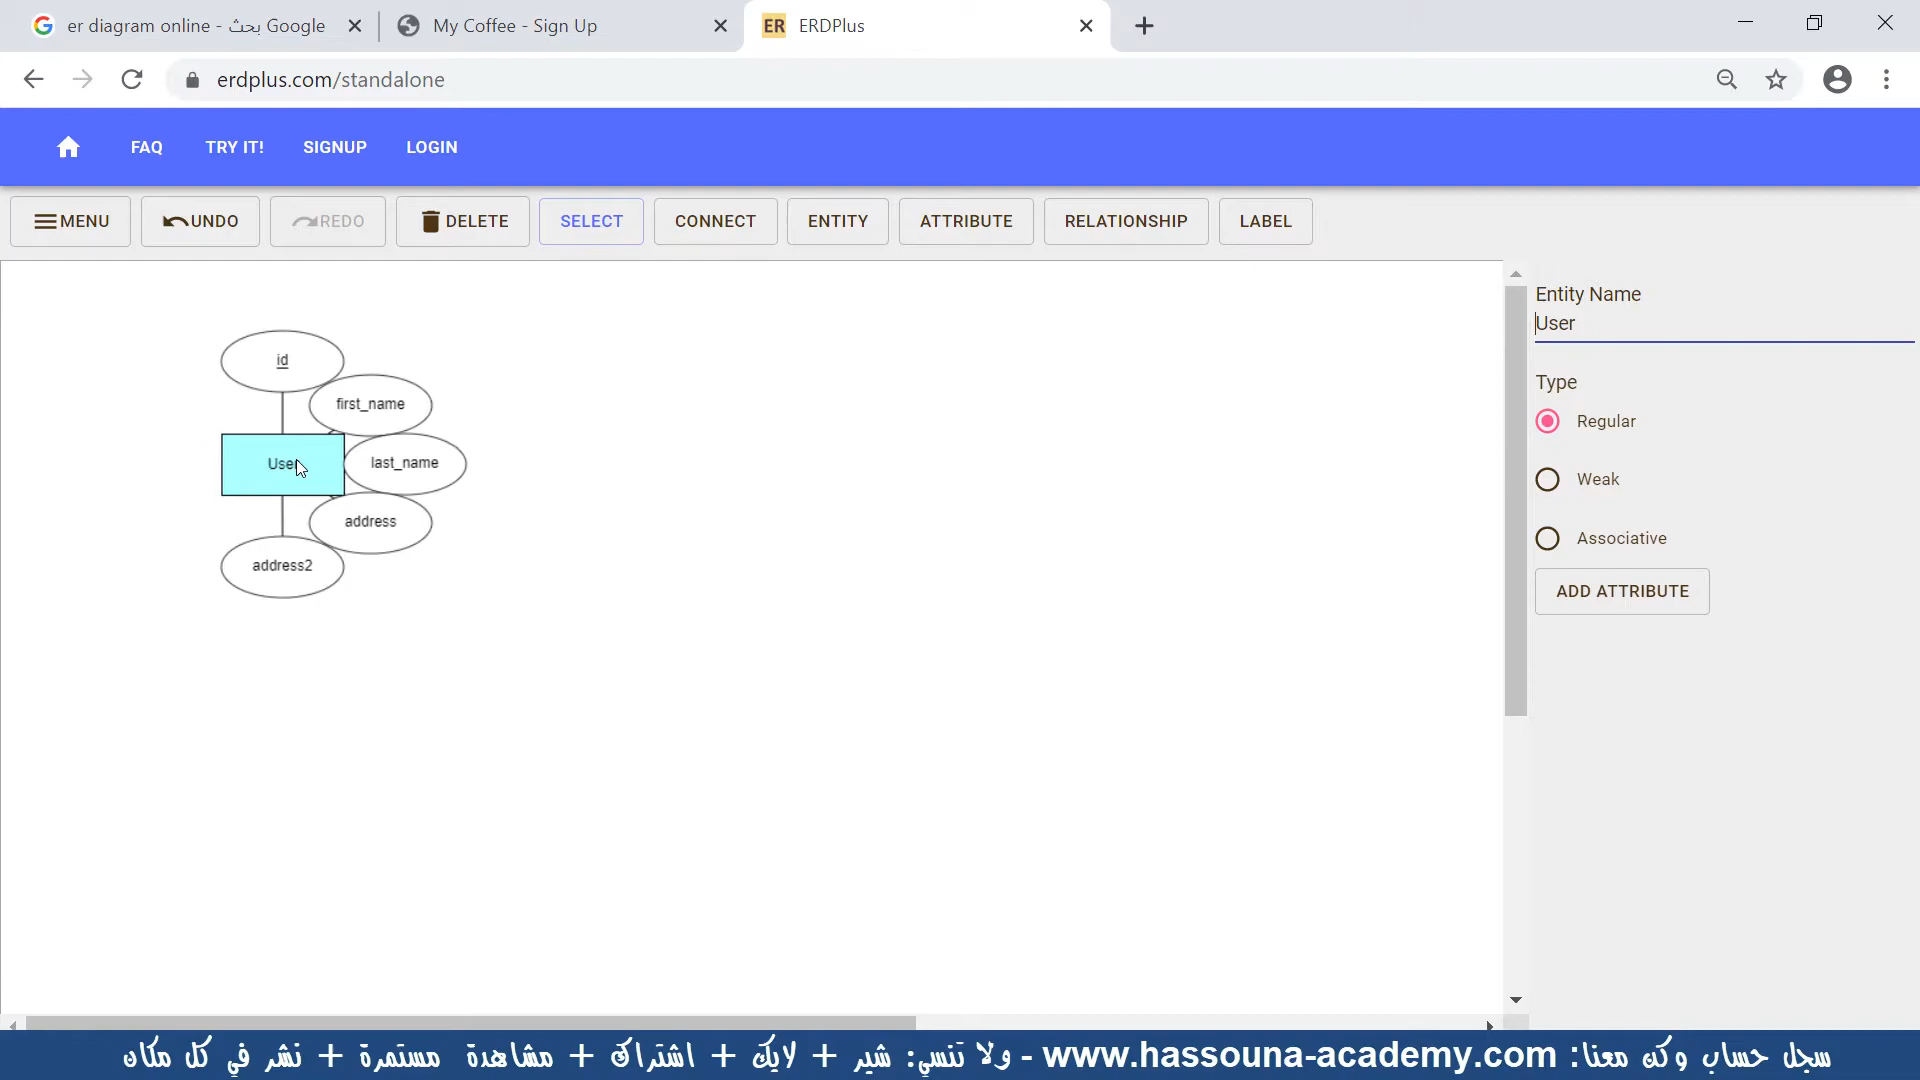 er diagram online - بحث Google
My Coffee - Sign Up
ER ERDPlus
erdplus.com/standalone
FAQ TRY IT! SIGNUP LOGIN
MENU UNDO REDO DELETE SELECT CONNECT ENTITY ATTRIBUTE RELATIONSHIP LABEL
Entity Name
User
Type
Regular
Weak
Associative
ADD ATTRIBUTE
id
first_name
User
last_name
address
address2
سجل حساب وكن معنا: www.hassouna-academy.com - ولا تنسي: شير + لايك + اشتراك + مشاهدة مستمرة + نشر في كل مكان